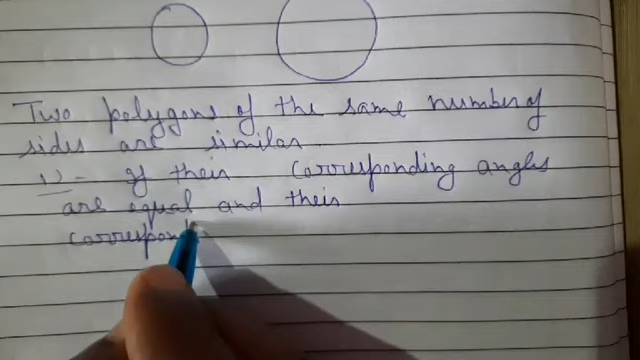 Two polygons of the same number of
sides are similar
1) - if their corresponding angles
are equal and their
correspon